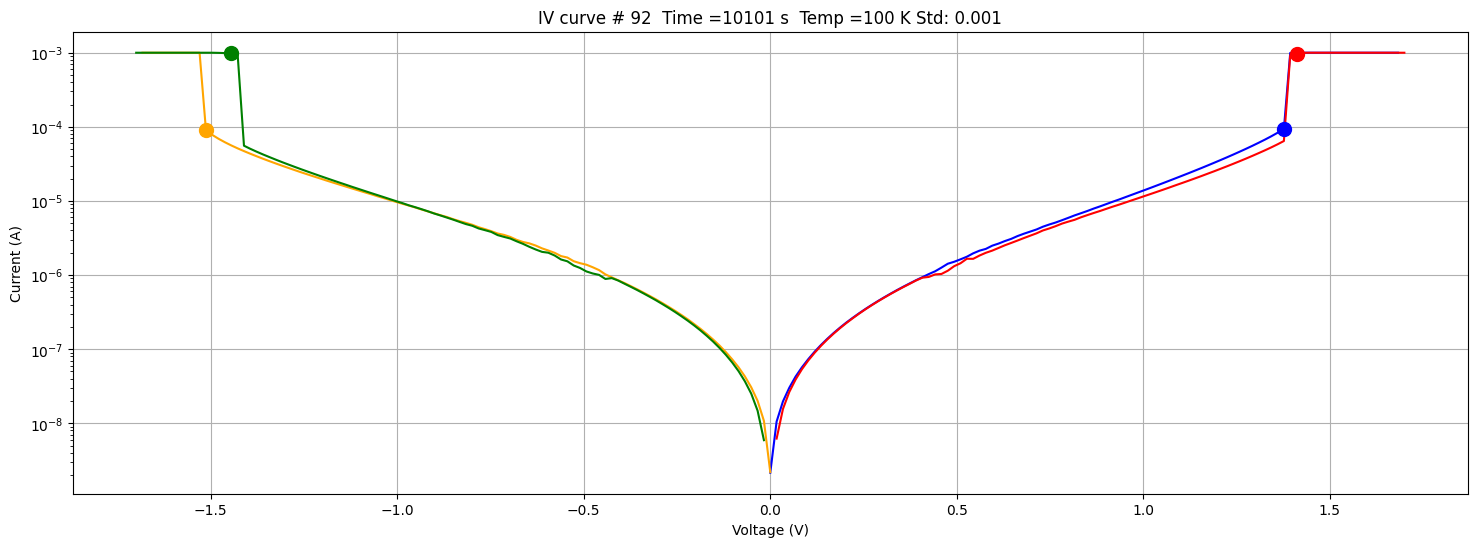 IV curve # 92  Time =10101 s  Temp =100 K Std: 0.001
Current (A)
10⁻³
10⁻⁴
10⁻⁵
10⁻⁶
10⁻⁷
10⁻⁸
−1.5 −1.0 −0.5 0.0 0.5 1.0 1.5
Voltage (V)